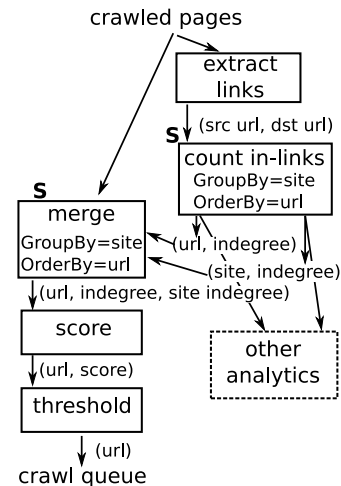 crawled pages
extract
links
(src url, dst url)
S
count in-links
GroupBy=site
OrderBy=url
S
merge
GroupBy=site
OrderBy=url
(url, indegree)
(site, indegree)
(url, indegree, site indegree)
score
other
analytics
(url, score)
threshold
(url)
crawl queue